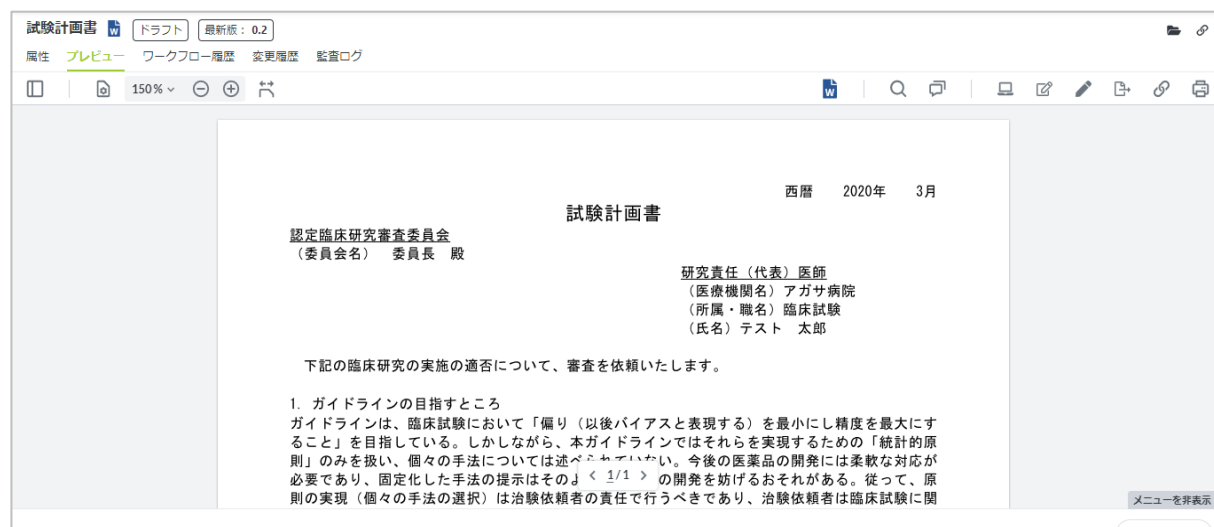 試験計画書 ドラフト 最新版： 0.2
属性 プレビュー ワークフロー履歴 変更履歴 監査ログ
150%
西暦 2020年 3月
試験計画書
認定臨床研究審査委員会
（委員会名） 委員長 殿
研究責任（代表）医師
（医療機関名）アガサ病院
（所属・職名）臨床試験
（氏名）テスト 太郎
下記の臨床研究の実施の適否について、審査を依頼いたします。
1. ガイドラインの目指すところ
ガイドラインは、臨床試験において「偏り（以後バイアスと表現する）を最小にし精度を最大にす
ること」を目指している。しかしながら、本ガイドラインではそれらを実現するための「統計的原
則」のみを扱い、個々の手法については述べられていない。今後の医薬品の開発には柔軟な対応が
必要であり、固定化した手法の提示はそのよ < 1/1 > の開発を妨げるおそれがある。従って、原
則の実現（個々の手法の選択）は治験依頼者の責任で行うべきであり、治験依頼者は臨床試験に関
メニューを非表示